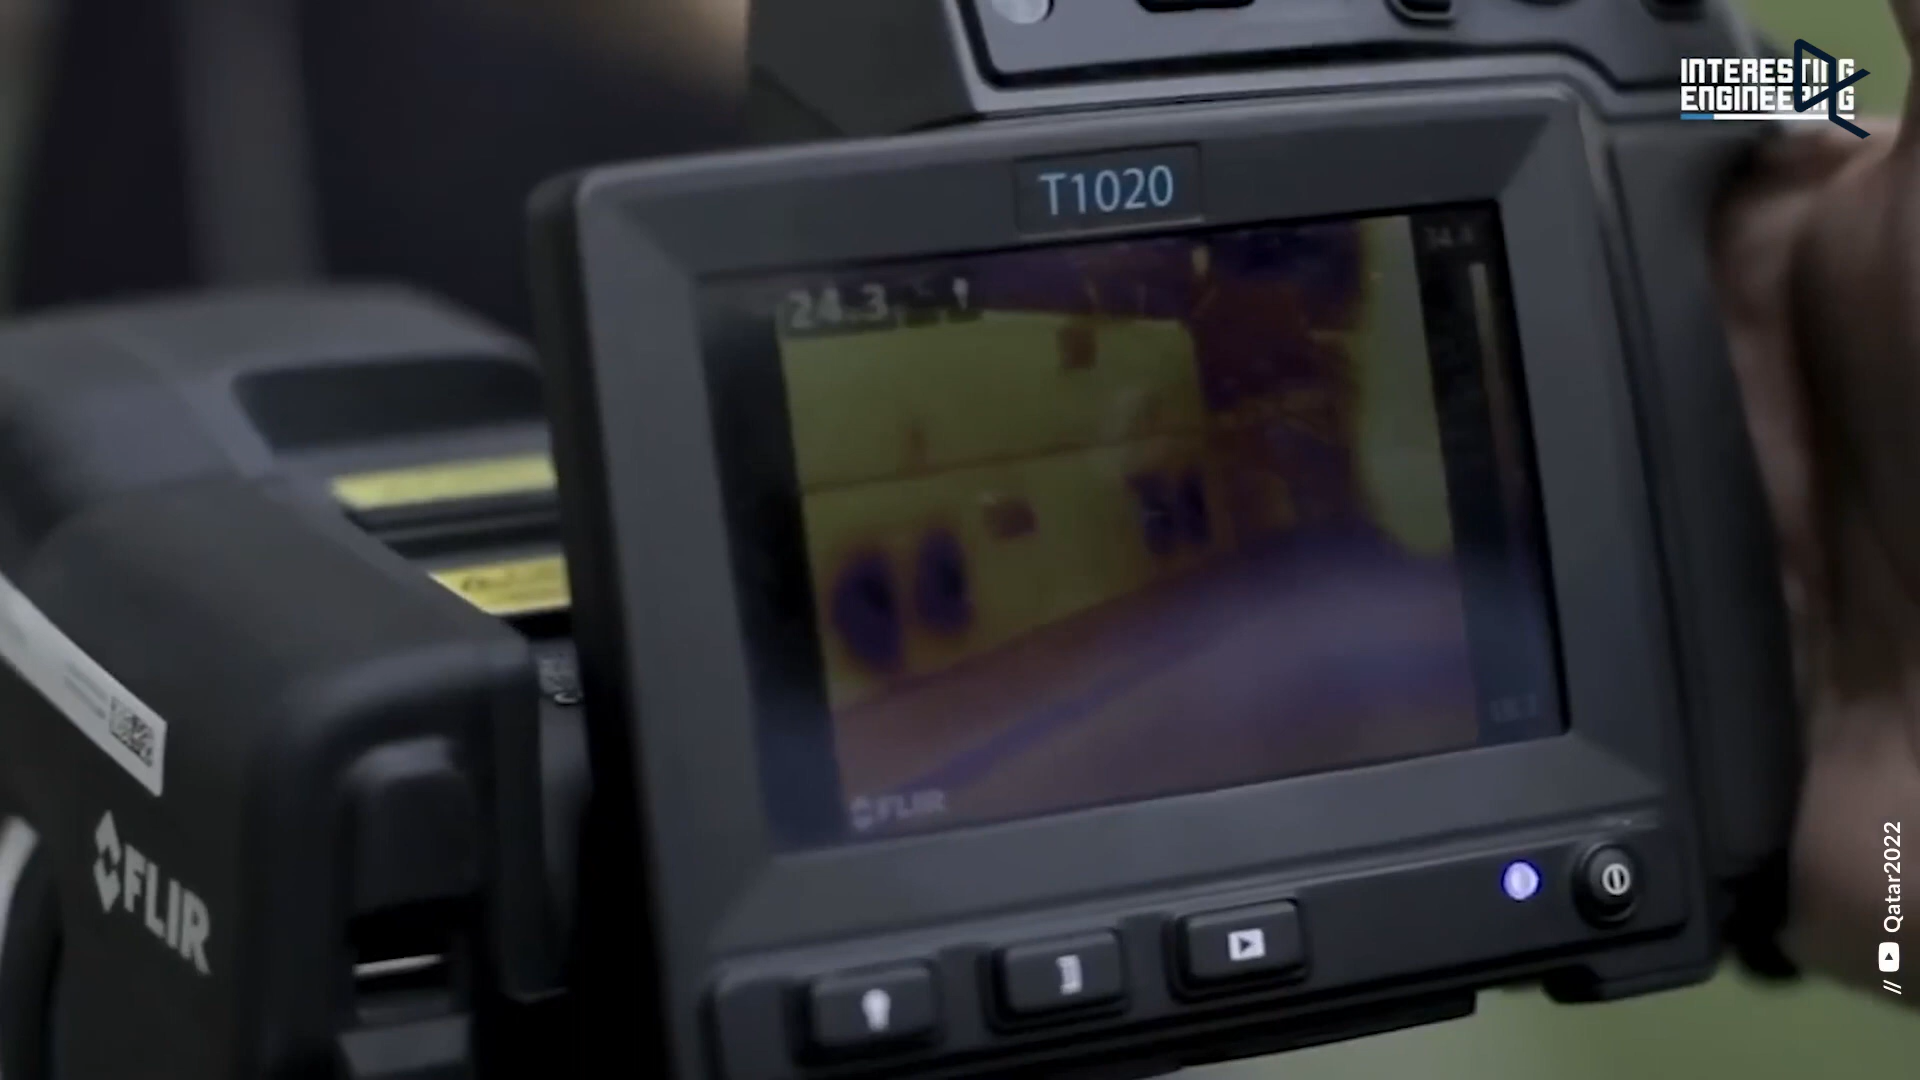 INTERESTING
ENGINEERING
T1020
24.3
FLIR
FLIR
// Qatar2022